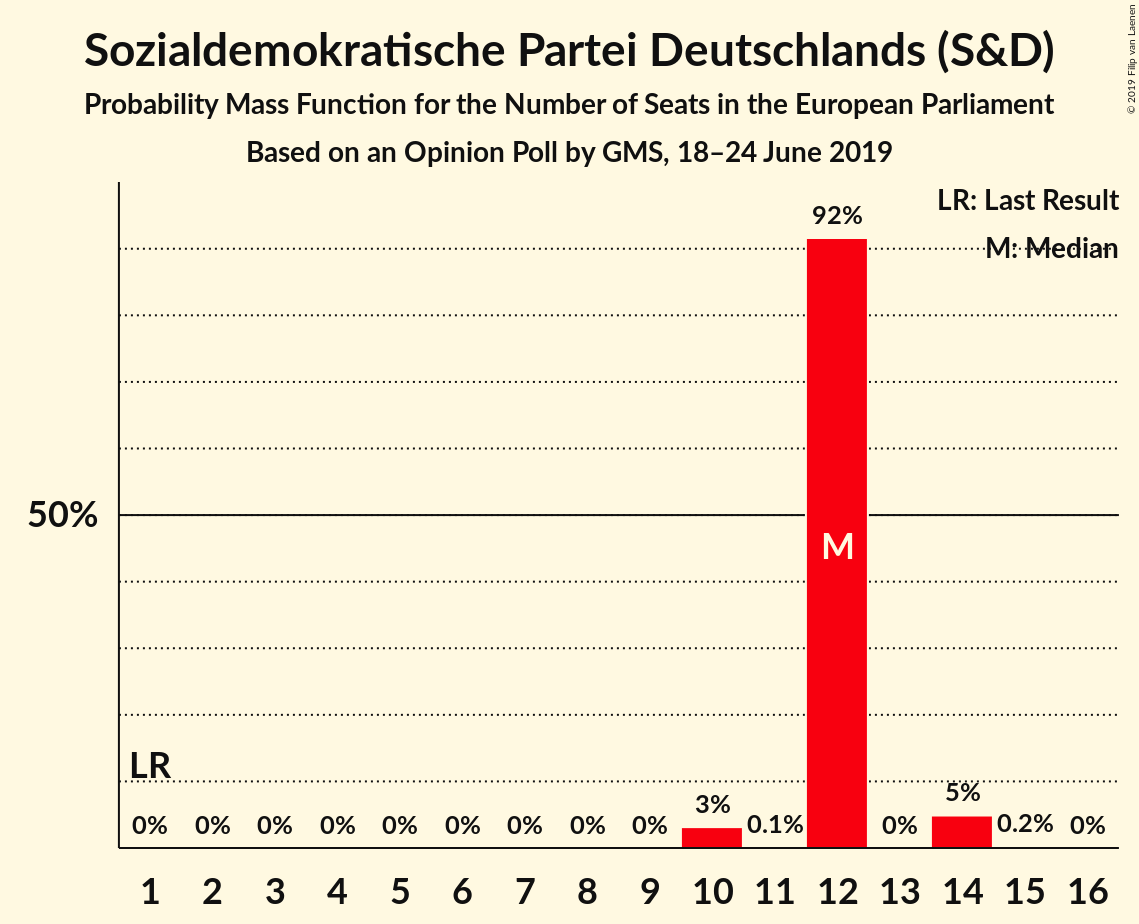 Sozialdemokratische Partei Deutschlands (S&D)
Probability Mass Function for the Number of Seats in the European Parliament
Based on an Opinion Poll by GMS, 18–24 June 2019
© 2019 Filip van Laenen
LR: Last Result
M: Median
92%
50%
M
LR
0% 0% 0% 0% 0% 0% 0% 0% 0% 3% 0.1% 0% 5% 0.2% 0%
1 2 3 4 5 6 7 8 9 10 11 12 13 14 15 16